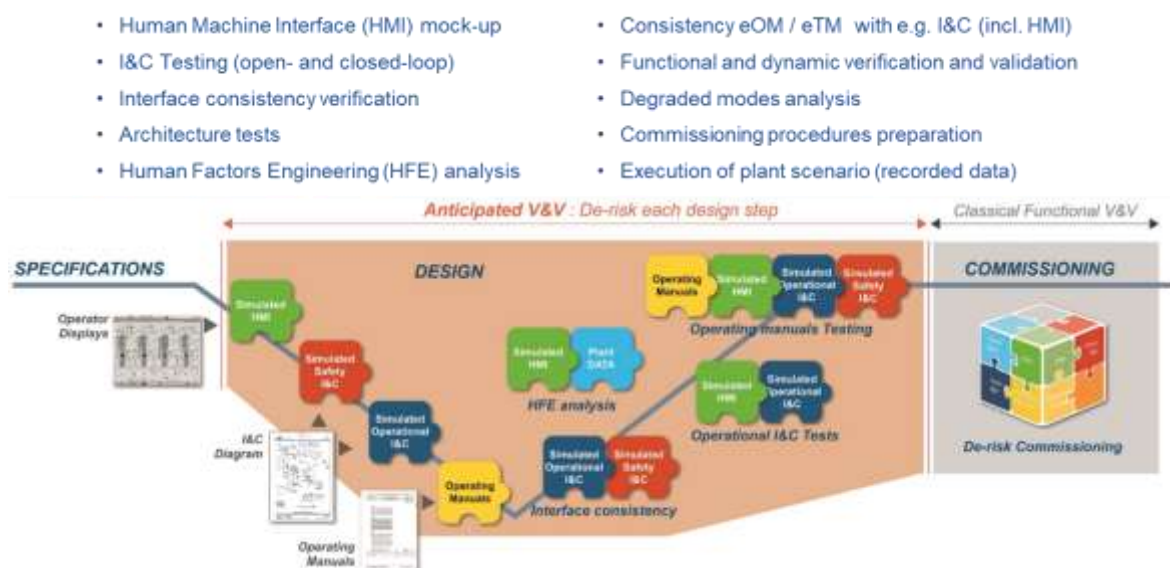 • Human Machine Interface (HMI) mock-up
• I&C Testing (open- and closed-loop)
• Interface consistency verification
• Architecture tests
• Human Factors Engineering (HFE) analysis
• Consistency eOM / eTM with e.g. I&C (incl. HMI)
• Functional and dynamic verification and validation
• Degraded modes analysis
• Commissioning procedures preparation
• Execution of plant scenario (recorded data)
Anticipated V&V : De-risk each design step
Classical Functional V&V
SPECIFICATIONS
DESIGN
COMMISSIONING
Operator
Displays
Simulated
HMI
Simulated
Safety
I&C
I&C
Diagram
Simulated
Operational
I&C
Operating
Manuals
Operating
Manuals
Simulated
HMI
Plant
DATA
HFE analysis
Simulated
Operational
I&C
Simulated
Safety
I&C
Interface consistency
Operating
Manuals
Simulated
HMI
Simulated
Operational
I&C
Simulated
Safety
I&C
Operating manuals Testing
Simulated
HMI
Simulated
Operational
I&C
Operational I&C Tests
De-risk Commissioning